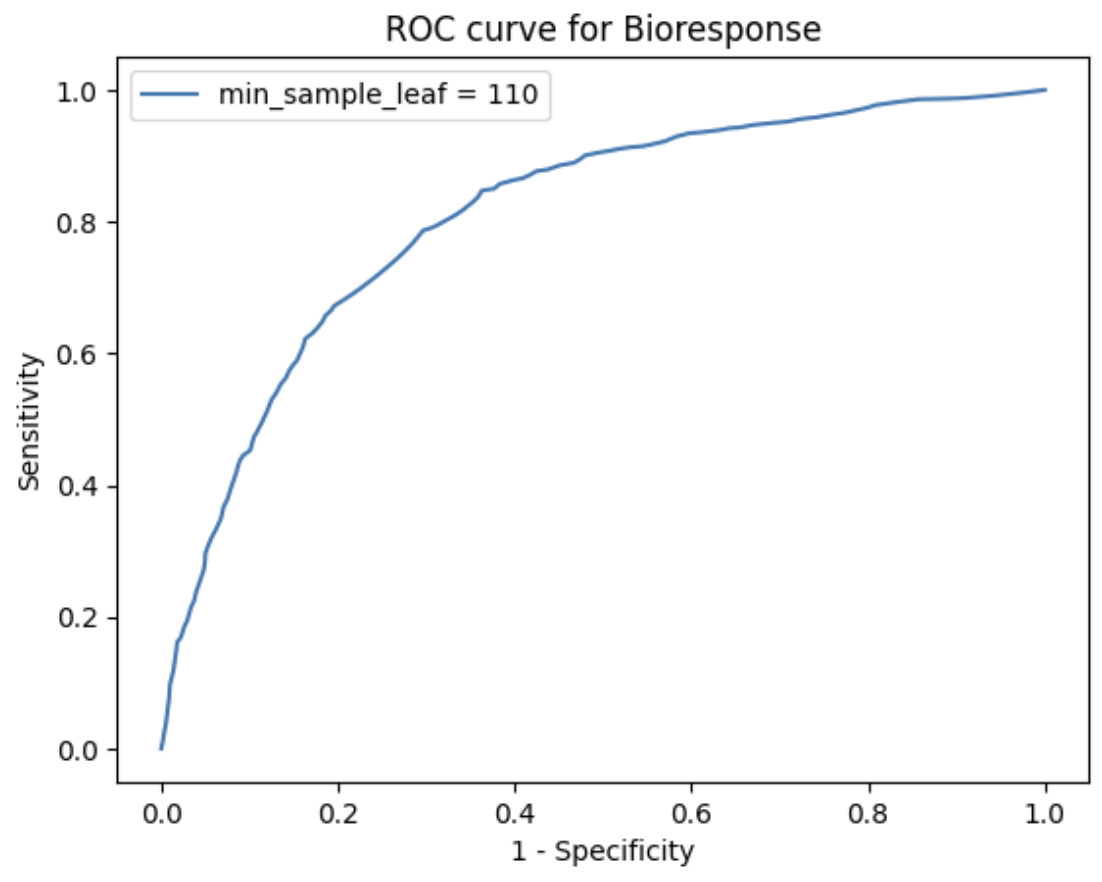 ROC curve for Bioresponse
min_sample_leaf = 110
1.0
0.8
0.6
0.4
0.2
0.0
Sensitivity
0.0 0.2 0.4 0.6 0.8 1.0
1 - Specificity